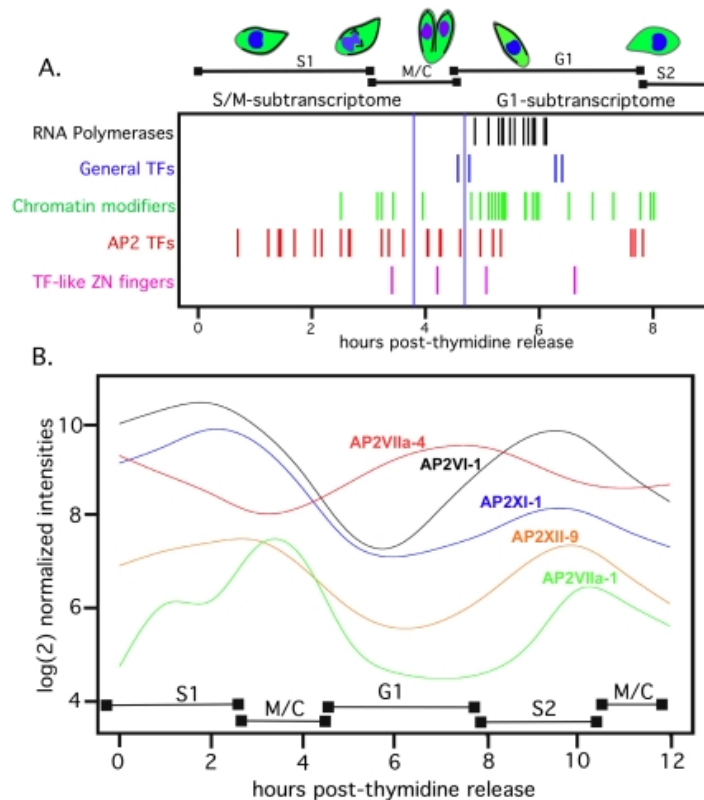 A.
S1
M/C
G1
S2
S/M-subtranscriptome
G1-subtranscriptome
RNA Polymerases
General TFs
Chromatin modifiers
AP2 TFs
TF-like ZN fingers
0 2 4 6 8
hours post-thymidine release
B.
log(2) normalized intensities
10
8
6
4
AP2VIIa-4
AP2VI-1
AP2XI-1
AP2XII-9
AP2VIIa-1
S1
M/C
G1
S2
M/C
0 2 4 6 8 10 12
hours post-thymidine release